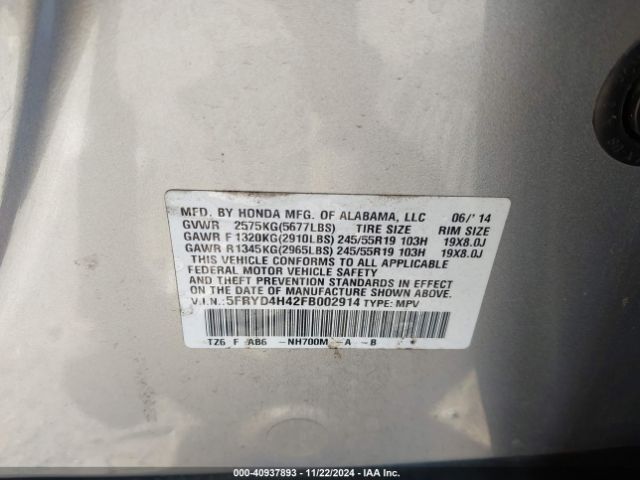 MFD. BY HONDA MFG. OF ALABAMA, LLC 06/'14
GVWR 2575KG(5677LBS) TIRE SIZE RIM SIZE
GAWR F 1320KG(2910LBS) 245/55R19 103H 19X8.0J
GAWR R1345KG(2965LBS) 245/55R19 103H 19X8.0J
THIS VEHICLE CONFORMS TO ALL APPLICABLE
FEDERAL MOTOR VEHICLE SAFETY
AND THEFT PREVENTION STANDARDS IN EFFECT
ON THE DATE OF MANUFACTURE SHOWN ABOVE.
V.I.N.: 5FRYD4H42FB002914 TYPE: MPV
TZ6 F AB6 -NH700M -A -B *
000-40937893 - 11/22/2024 - IAA Inc.